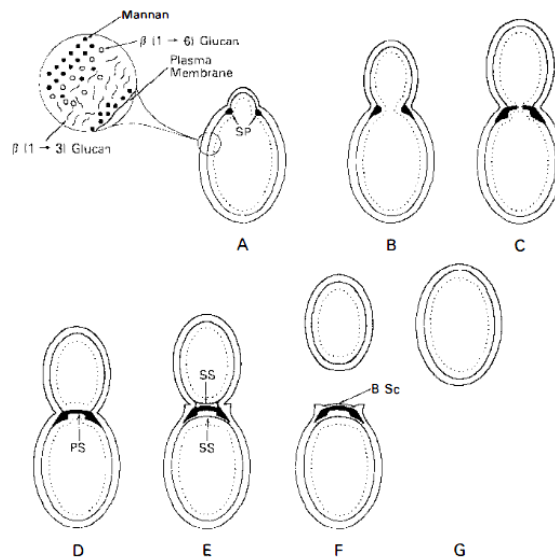 Mannan
β (1 → 6) Glucan
Plasma
Membrane
β (1 → 3) Glucan
SP
A
B
C
SS
B Sc
PS
SS
D
E
F
G